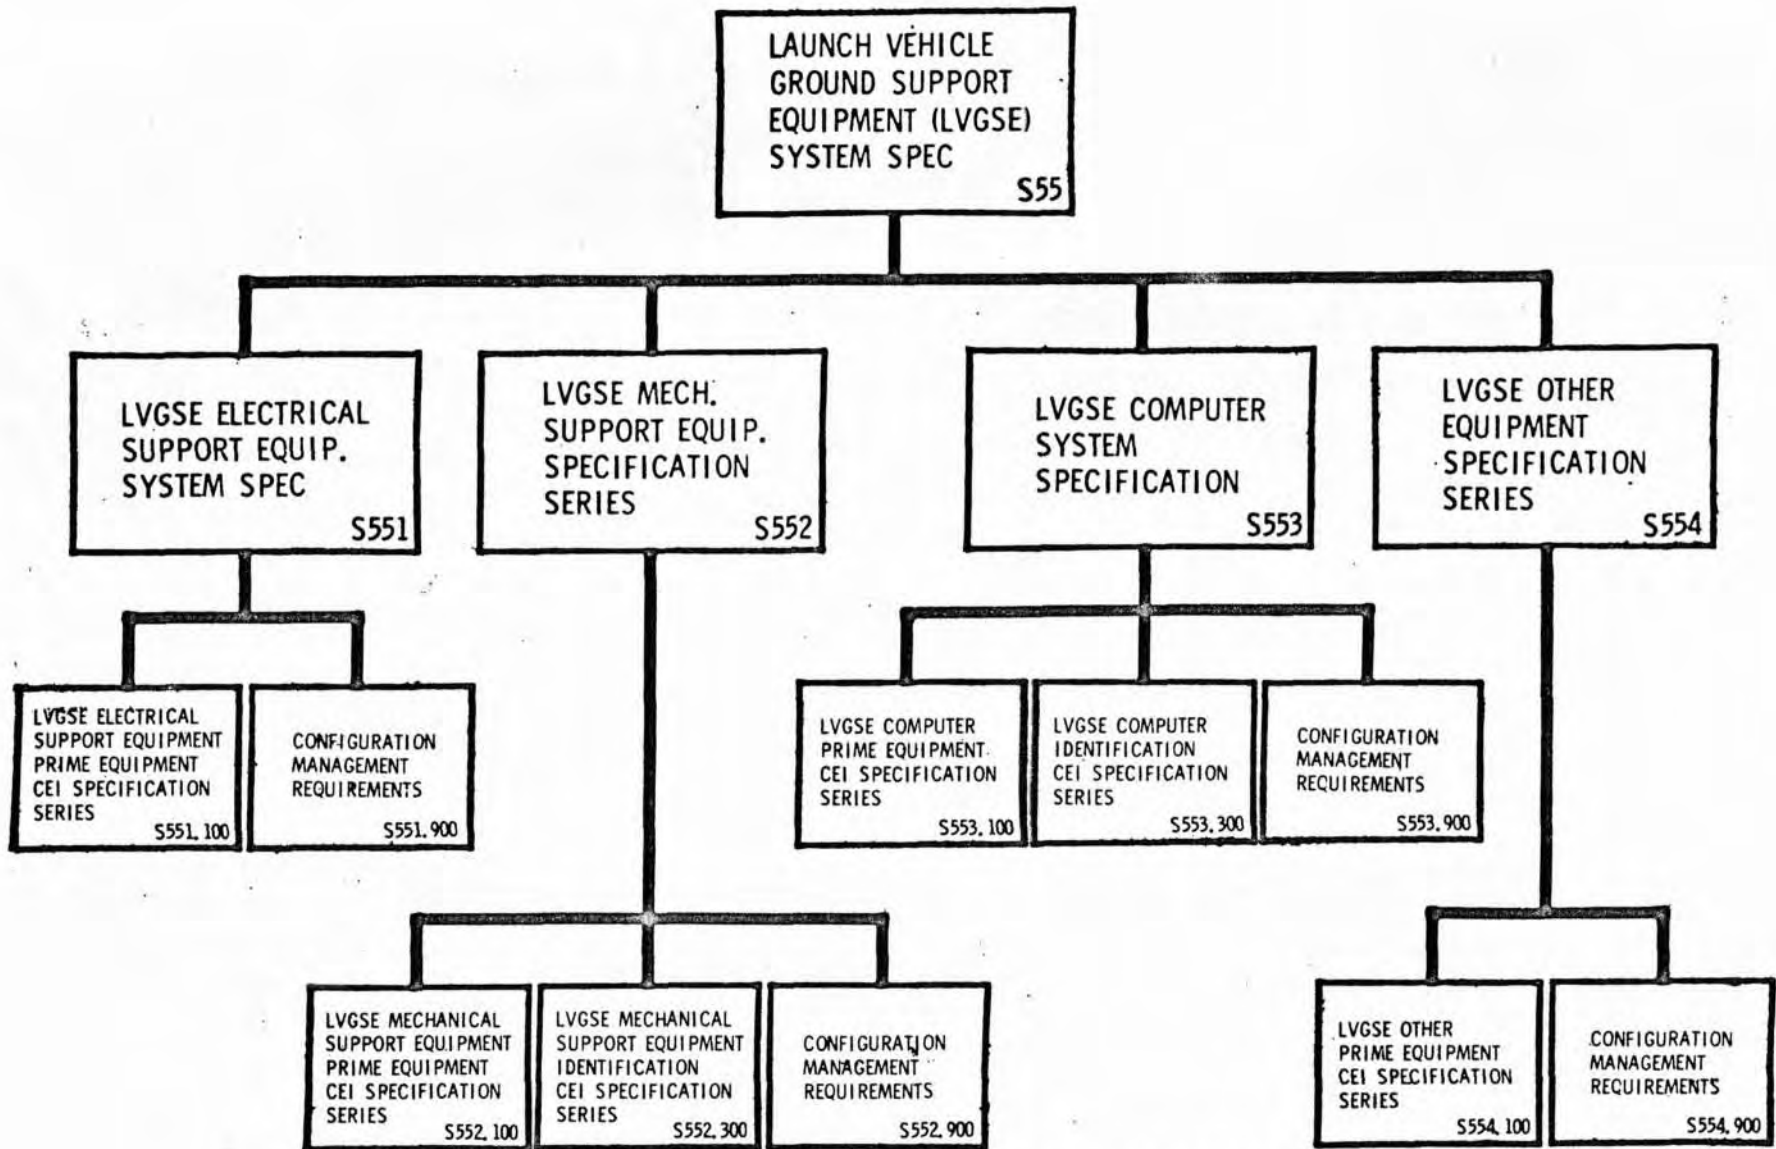 LAUNCH VEHICLE
GROUND SUPPORT
EQUIPMENT (LVGSE)
SYSTEM SPEC
S55
LVGSE ELECTRICAL
SUPPORT EQUIP.
SYSTEM SPEC
S551
LVGSE MECH.
SUPPORT EQUIP.
SPECIFICATION
SERIES
S552
LVGSE COMPUTER
SYSTEM
SPECIFICATION
S553
LVGSE OTHER
EQUIPMENT
SPECIFICATION
SERIES
S554
LVGSE ELECTRICAL
SUPPORT EQUIPMENT
PRIME EQUIPMENT
CEI SPECIFICATION
SERIES
S551.100
CONFIGURATION
MANAGEMENT
REQUIREMENTS
S551.900
LVGSE COMPUTER
PRIME EQUIPMENT
CEI SPECIFICATION
SERIES
S553.100
LVGSE COMPUTER
IDENTIFICATION
CEI SPECIFICATION
SERIES
S553.300
CONFIGURATION
MANAGEMENT
REQUIREMENTS
S553.900
LVGSE MECHANICAL
SUPPORT EQUIPMENT
PRIME EQUIPMENT
CEI SPECIFICATION
SERIES
S552.100
LVGSE MECHANICAL
SUPPORT EQUIPMENT
IDENTIFICATION
CEI SPECIFICATION
SERIES
S552.300
CONFIGURATION
MANAGEMENT
REQUIREMENTS
S552.900
LVGSE OTHER
PRIME EQUIPMENT
CEI SPECIFICATION
SERIES
S554.100
CONFIGURATION
MANAGEMENT
REQUIREMENTS
S554.900